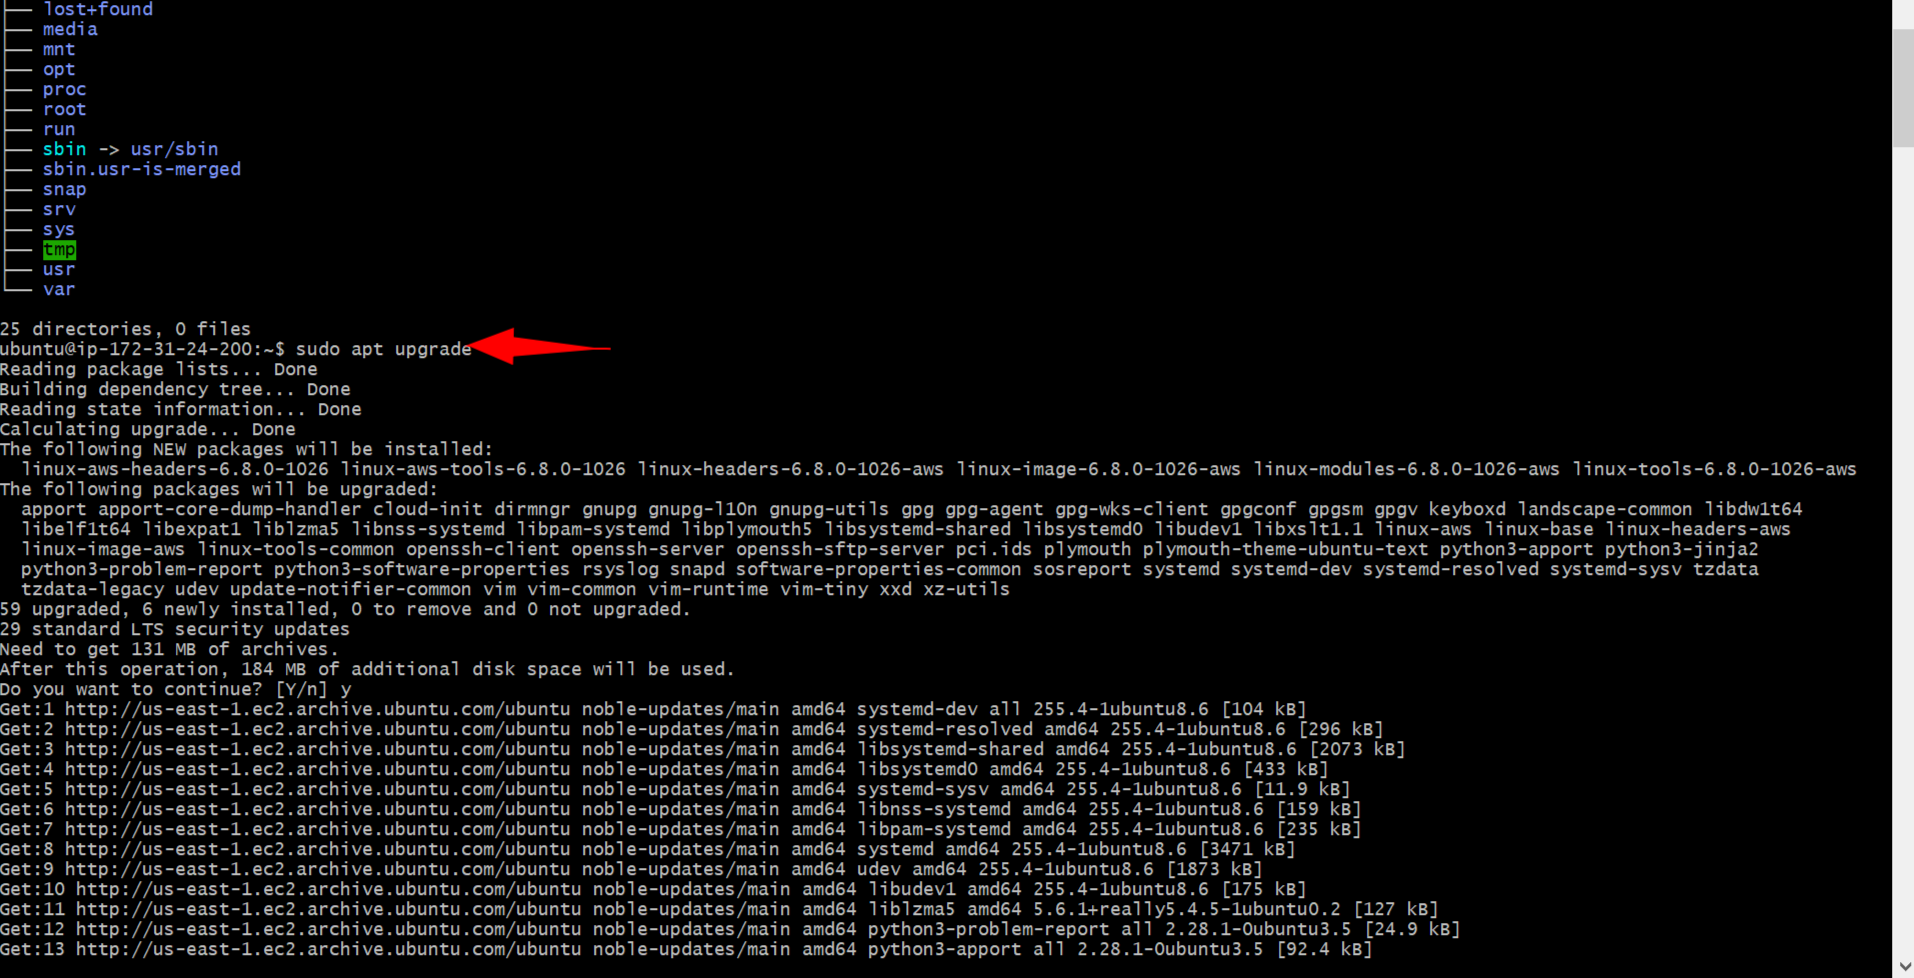 ├── lost+found
├── media
├── mnt
├── opt
├── proc
├── root
├── run
├── sbin -> usr/sbin
├── sbin.usr-is-merged
├── snap
├── srv
├── sys
├── tmp
├── usr
└── var
25 directories, 0 files
ubuntu@ip-172-31-24-200:~$ sudo apt upgrade
Reading package lists... Done
Building dependency tree... Done
Reading state information... Done
Calculating upgrade... Done
The following NEW packages will be installed:
  linux-aws-headers-6.8.0-1026 linux-aws-tools-6.8.0-1026 linux-headers-6.8.0-1026-aws linux-image-6.8.0-1026-aws linux-modules-6.8.0-1026-aws linux-tools-6.8.0-1026-aws
The following packages will be upgraded:
  apport apport-core-dump-handler cloud-init dirmngr gnupg gnupg-l10n gnupg-utils gpg gpg-agent gpg-wks-client gpgconf gpgsm gpgv keyboxd landscape-common libdw1t64
  libelf1t64 libexpat1 liblzma5 libnss-systemd libpam-systemd libplymouth5 libsystemd-shared libsystemd0 libudev1 libxslt1.1 linux-aws linux-base linux-headers-aws
  linux-image-aws linux-tools-common openssh-client openssh-server openssh-sftp-server pci.ids plymouth plymouth-theme-ubuntu-text python3-apport python3-jinja2
  python3-problem-report python3-software-properties rsyslog snapd software-properties-common sosreport systemd systemd-dev systemd-resolved systemd-sysv tzdata
  tzdata-legacy udev update-notifier-common vim vim-common vim-runtime vim-tiny xxd xz-utils
59 upgraded, 6 newly installed, 0 to remove and 0 not upgraded.
29 standard LTS security updates
Need to get 131 MB of archives.
After this operation, 184 MB of additional disk space will be used.
Do you want to continue? [Y/n] y
Get:1 http://us-east-1.ec2.archive.ubuntu.com/ubuntu noble-updates/main amd64 systemd-dev all 255.4-1ubuntu8.6 [104 kB]
Get:2 http://us-east-1.ec2.archive.ubuntu.com/ubuntu noble-updates/main amd64 systemd-resolved amd64 255.4-1ubuntu8.6 [296 kB]
Get:3 http://us-east-1.ec2.archive.ubuntu.com/ubuntu noble-updates/main amd64 libsystemd-shared amd64 255.4-1ubuntu8.6 [2073 kB]
Get:4 http://us-east-1.ec2.archive.ubuntu.com/ubuntu noble-updates/main amd64 libsystemd0 amd64 255.4-1ubuntu8.6 [433 kB]
Get:5 http://us-east-1.ec2.archive.ubuntu.com/ubuntu noble-updates/main amd64 systemd-sysv amd64 255.4-1ubuntu8.6 [11.9 kB]
Get:6 http://us-east-1.ec2.archive.ubuntu.com/ubuntu noble-updates/main amd64 libnss-systemd amd64 255.4-1ubuntu8.6 [159 kB]
Get:7 http://us-east-1.ec2.archive.ubuntu.com/ubuntu noble-updates/main amd64 libpam-systemd amd64 255.4-1ubuntu8.6 [235 kB]
Get:8 http://us-east-1.ec2.archive.ubuntu.com/ubuntu noble-updates/main amd64 systemd amd64 255.4-1ubuntu8.6 [3471 kB]
Get:9 http://us-east-1.ec2.archive.ubuntu.com/ubuntu noble-updates/main amd64 udev amd64 255.4-1ubuntu8.6 [1873 kB]
Get:10 http://us-east-1.ec2.archive.ubuntu.com/ubuntu noble-updates/main amd64 libudev1 amd64 255.4-1ubuntu8.6 [175 kB]
Get:11 http://us-east-1.ec2.archive.ubuntu.com/ubuntu noble-updates/main amd64 liblzma5 amd64 5.6.1+really5.4.5-1ubuntu0.2 [127 kB]
Get:12 http://us-east-1.ec2.archive.ubuntu.com/ubuntu noble-updates/main amd64 python3-problem-report all 2.28.1-0ubuntu3.5 [24.9 kB]
Get:13 http://us-east-1.ec2.archive.ubuntu.com/ubuntu noble-updates/main amd64 python3-apport all 2.28.1-0ubuntu3.5 [92.4 kB]